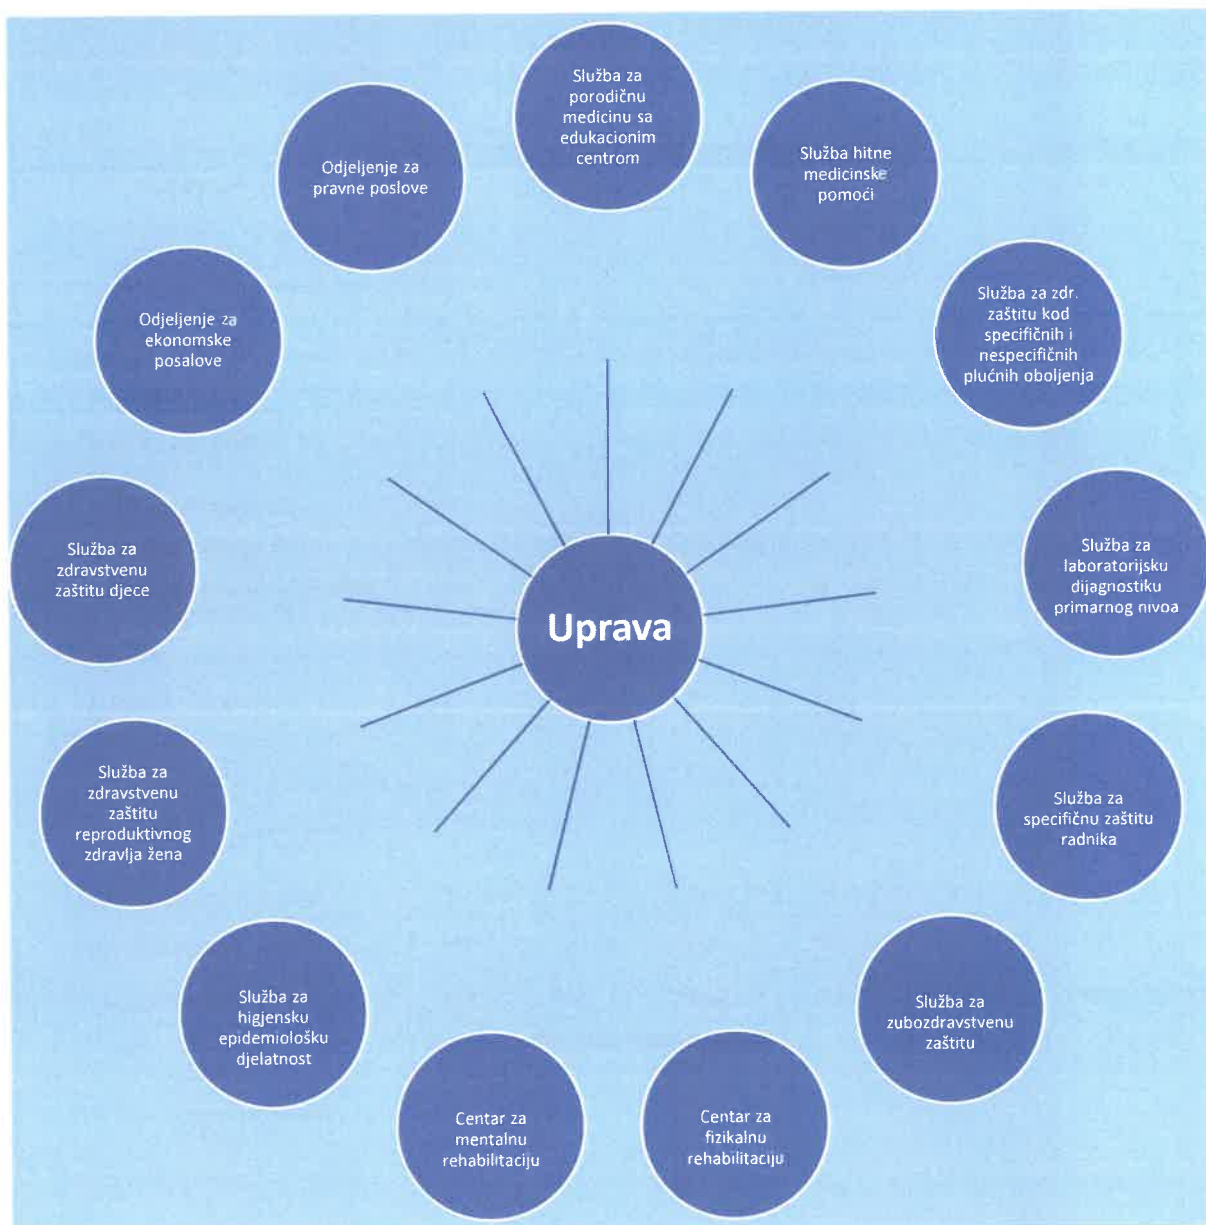 Služba za
porodičnu
medicinu sa
edukacionim
centrom
Služba hitne
medicinske
pomoći
Služba za zdr.
zaštitu kod
specifičnih i
nespecifičnih
plućnih oboljenja
Služba za
laboratorijsku
dijagnostiku
primarnog nivoa
Služba za
specifičnu zaštitu
radnika
Služba za
zubozdravstvenu
zaštitu
Centar za
fizikalnu
rehabilitaciju
Centar za
mentalnu
rehabilitaciju
Služba za
higjensku
epidemiološku
djelatnost
Služba za
zdravstvenu
zaštitu
reproduktivnog
zdravlja žena
Služba za
zdravstvenu
zaštitu djece
Odjeljenje za
ekonomske
posalove
Odjeljenje za
pravne poslove
Uprava